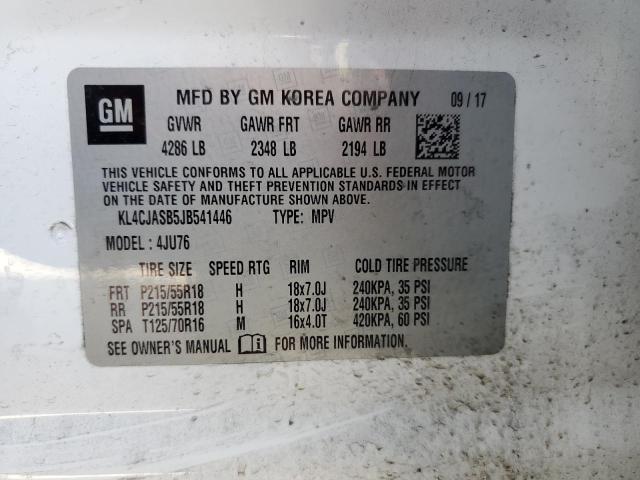 GM MFD BY GM KOREA COMPANY 09 / 17
GVWR GAWR FRT GAWR RR
4286 LB 2348 LB 2194 LB
THIS VEHICLE CONFORMS TO ALL APPLICABLE U.S. FEDERAL MOTOR
VEHICLE SAFETY AND THEFT PREVENTION STANDARDS IN EFFECT
ON THE DATE OF MANUFACTURE SHOWN ABOVE.
KL4CJASB5JB541446 TYPE: MPV
MODEL : 4JU76
TIRE SIZE SPEED RTG RIM COLD TIRE PRESSURE
FRT P215/55R18 H 18x7.0J 240KPA, 35 PSI
RR P215/55R18 H 18x7.0J 240KPA, 35 PSI
SPA T125/70R16 M 16x4.0T 420KPA, 60 PSI
SEE OWNER'S MANUAL i FOR MORE INFORMATION.